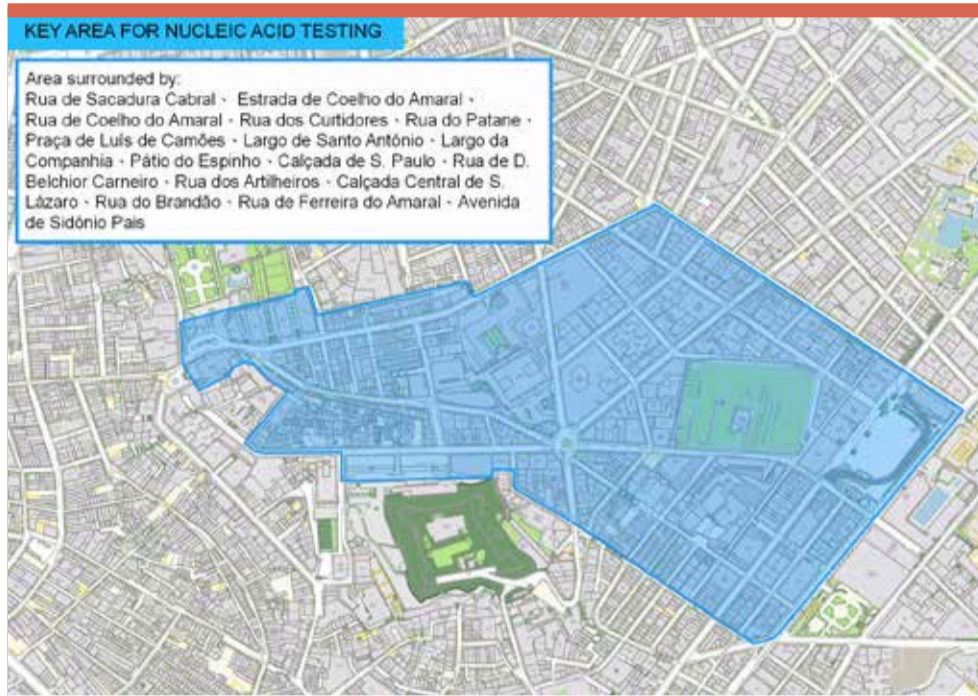 KEY AREA FOR NUCLEIC ACID TESTING
Area surrounded by:
Rua de Sacadura Cabral、 Estrada de Coelho do Amaral、
Rua de Coelho do Amaral、Rua dos Curtidores、Rua do Patane、
Praça de Luís de Camões、Largo de Santo António、Largo da
Companhia、Pátio do Espinho、Calçada de S. Paulo、Rua de D.
Belchior Carneiro、Rua dos Artilheiros、Calçada Central de S.
Lázaro、Rua do Brandão、Rua de Ferreira do Amaral、Avenida
de Sidónio Pais